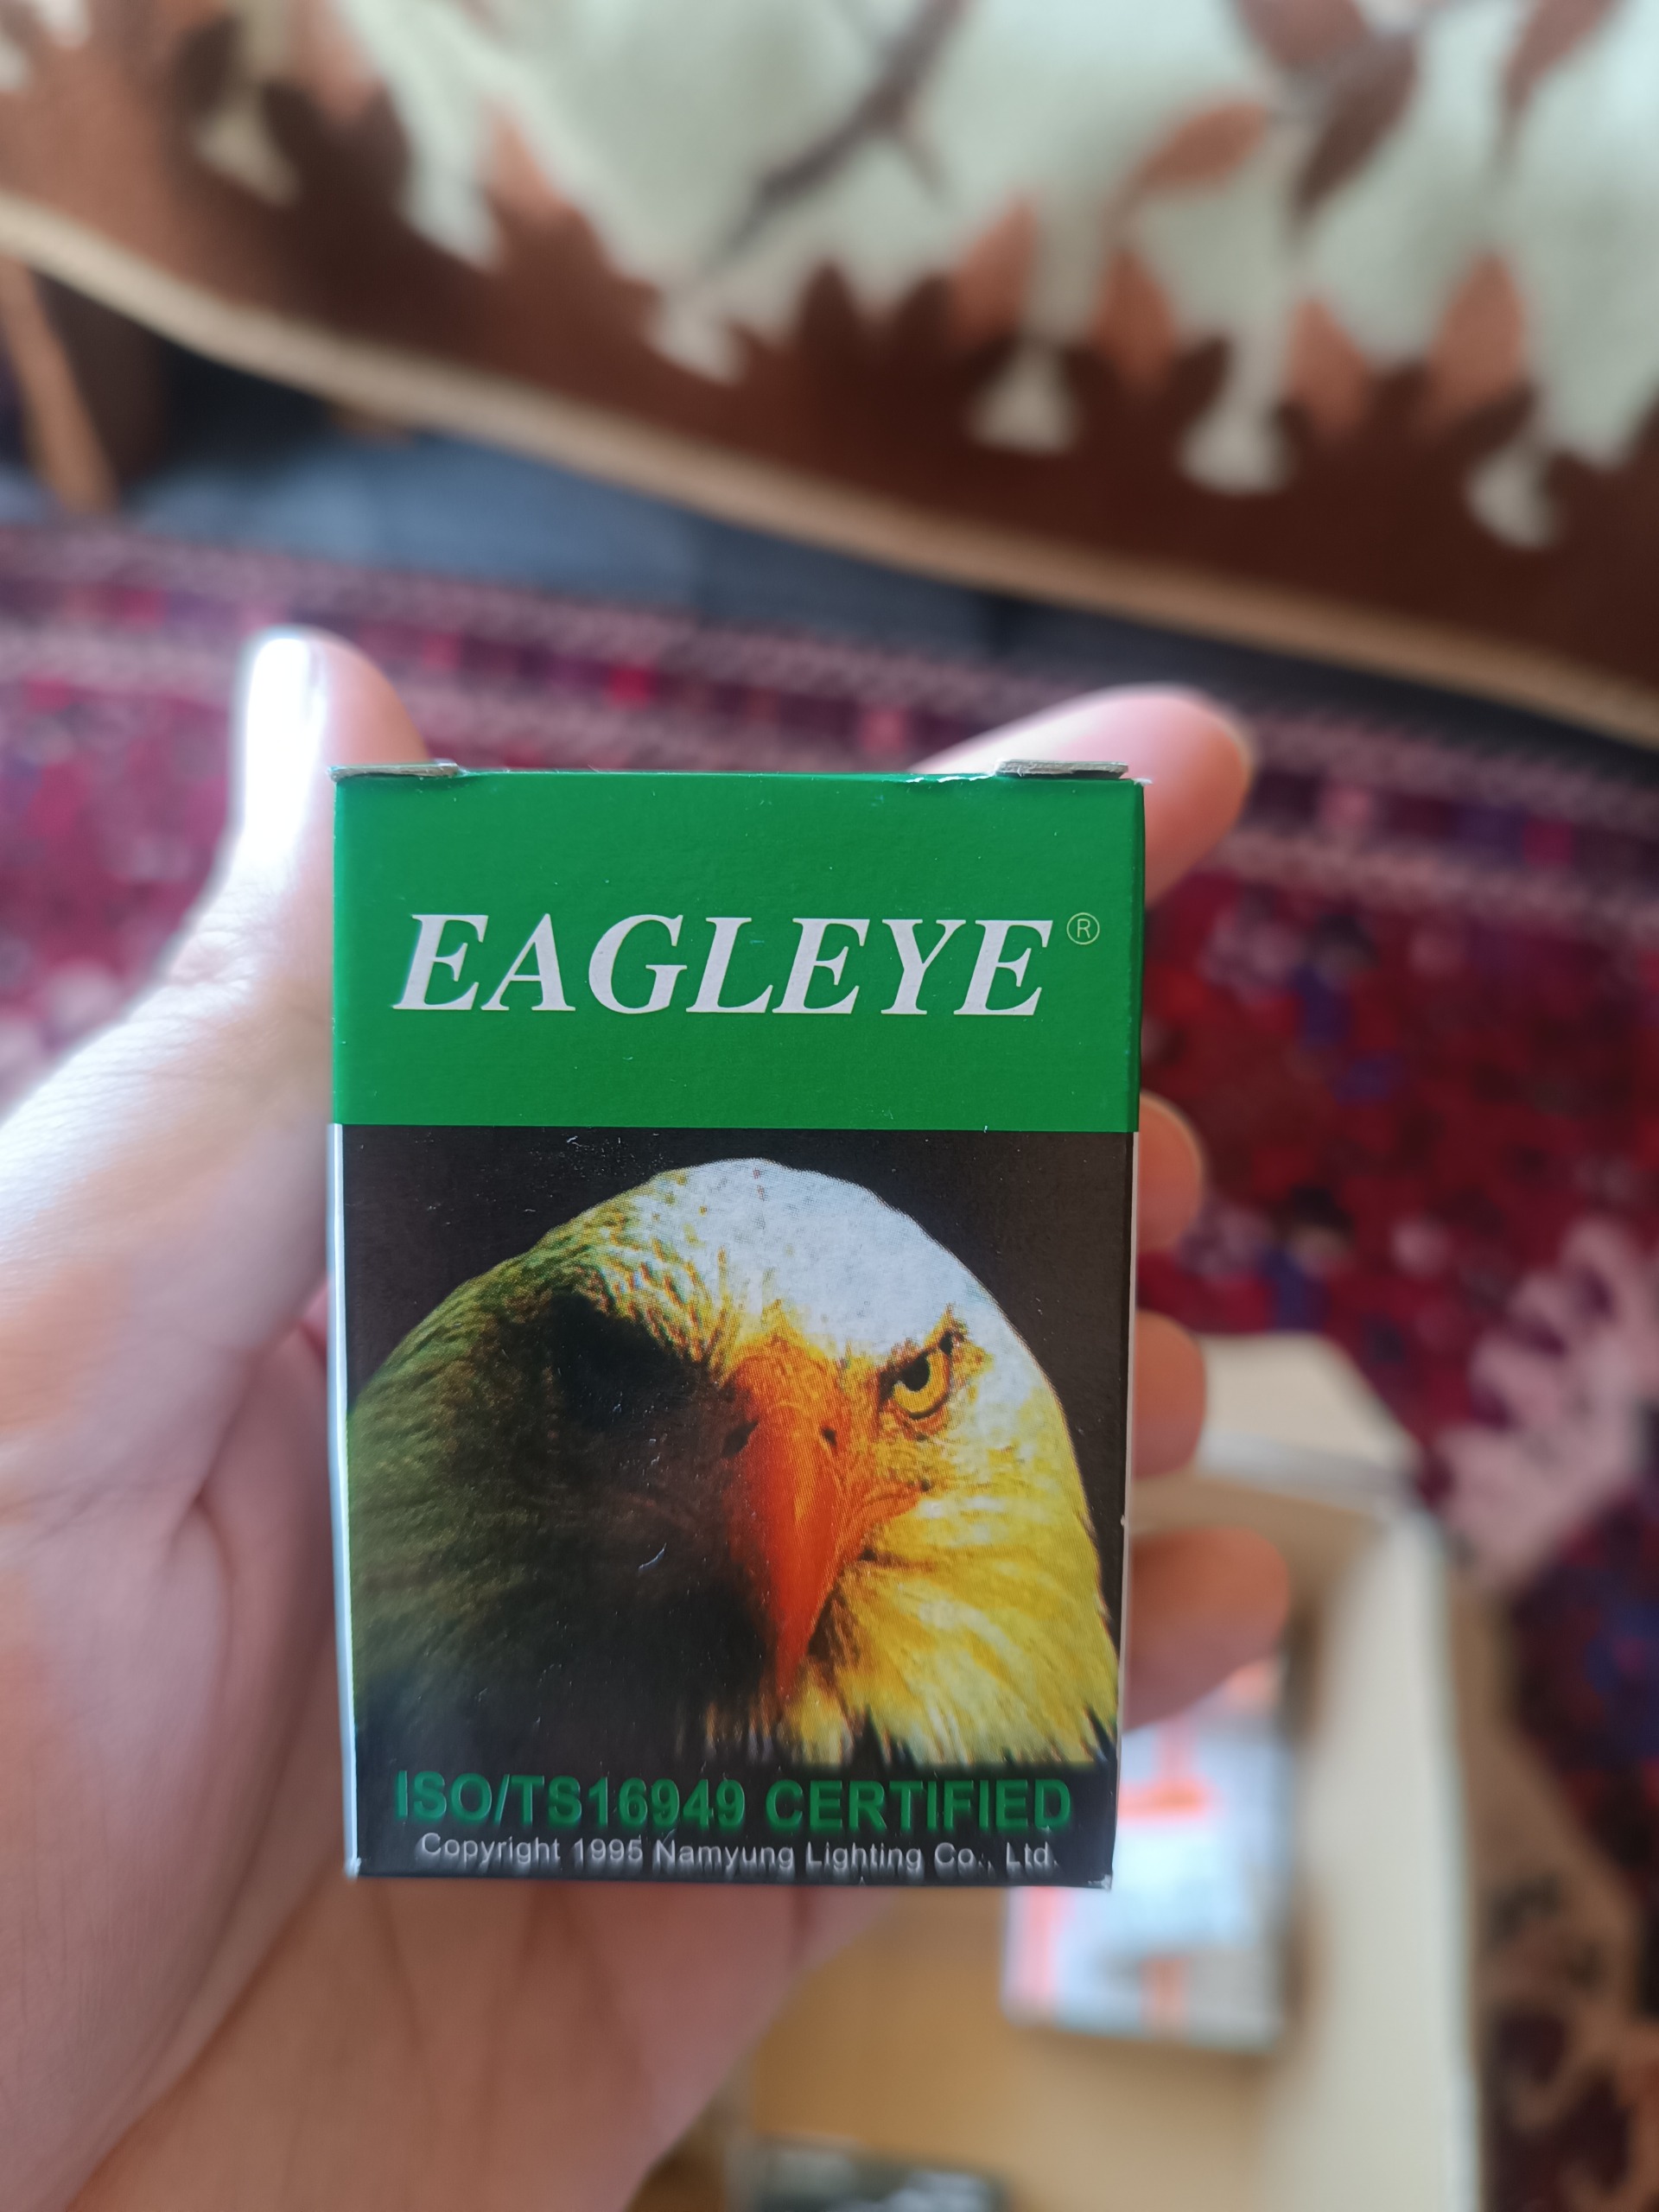 EAGLEYE®
ISO/TS16949 CERTIFIED
Copyright 1995 Namyung Lighting Co., Ltd.